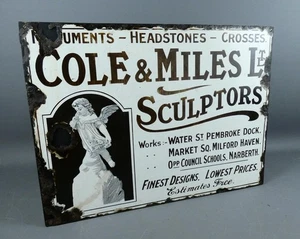 MONUMENTS – HEADSTONES – CROSSES
COLE & MILES LTD
SCULPTORS
Works:– WATER ST. PEMBROKE DOCK.
MARKET SQ. MILFORD HAVEN.
OPP COUNCIL SCHOOLS, NARBERTH.
FINEST DESIGNS. LOWEST PRICES.
Estimates Free.